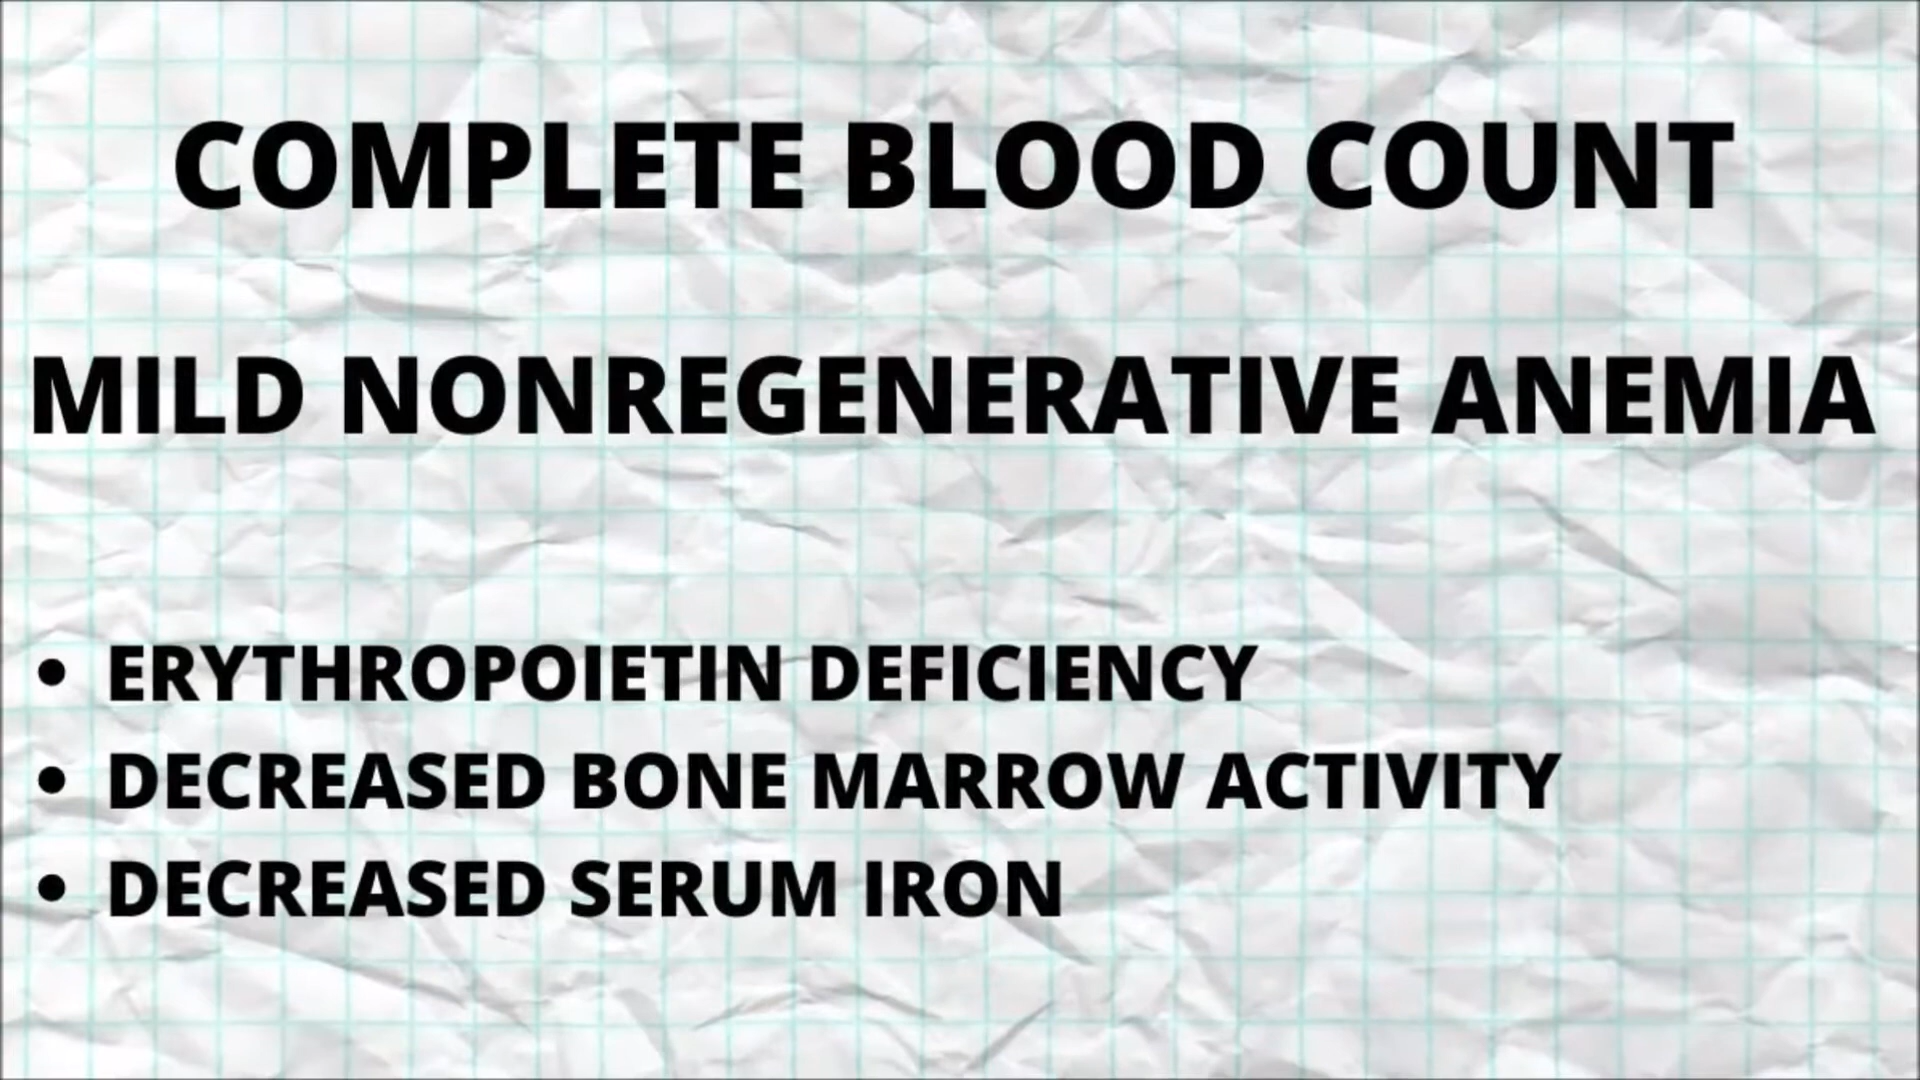 COMPLETE BLOOD COUNT
MILD NONREGENERATIVE ANEMIA
• ERYTHROPOIETIN DEFICIENCY
• DECREASED BONE MARROW ACTIVITY
• DECREASED SERUM IRON